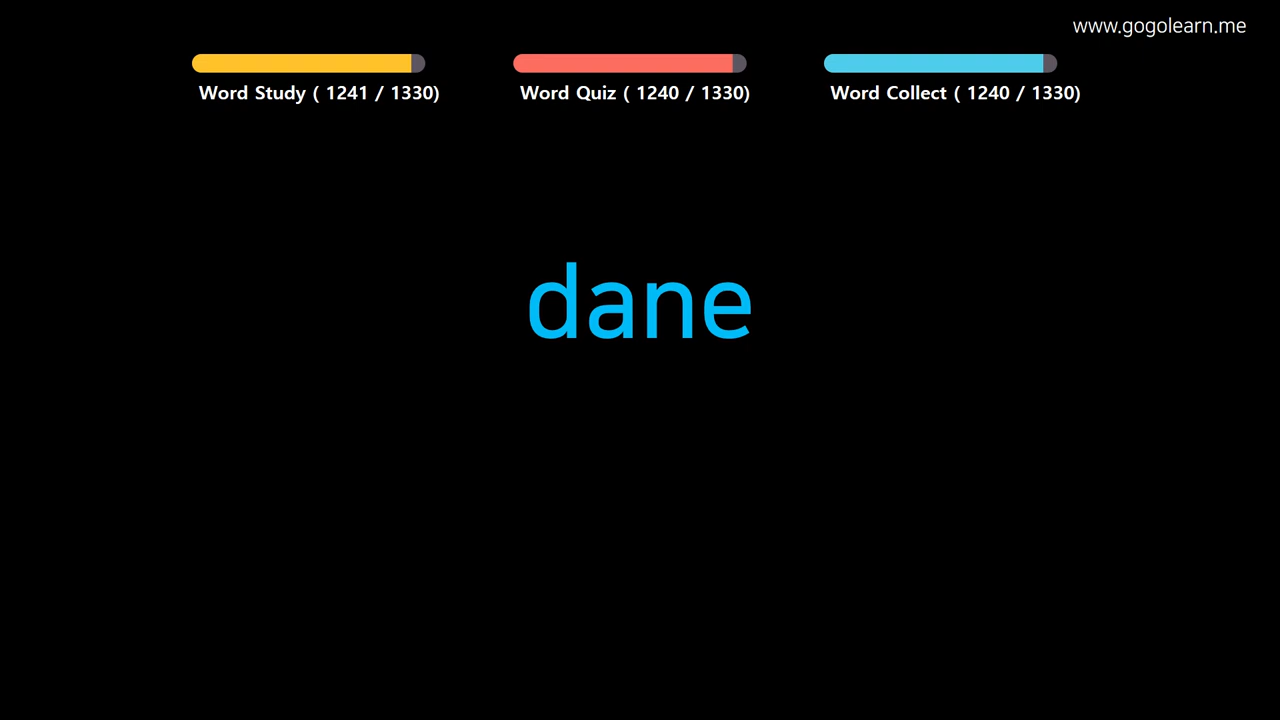 www.gogolearn.me
Word Study ( 1241 / 1330)
Word Quiz ( 1240 / 1330)
Word Collect ( 1240 / 1330)
dane